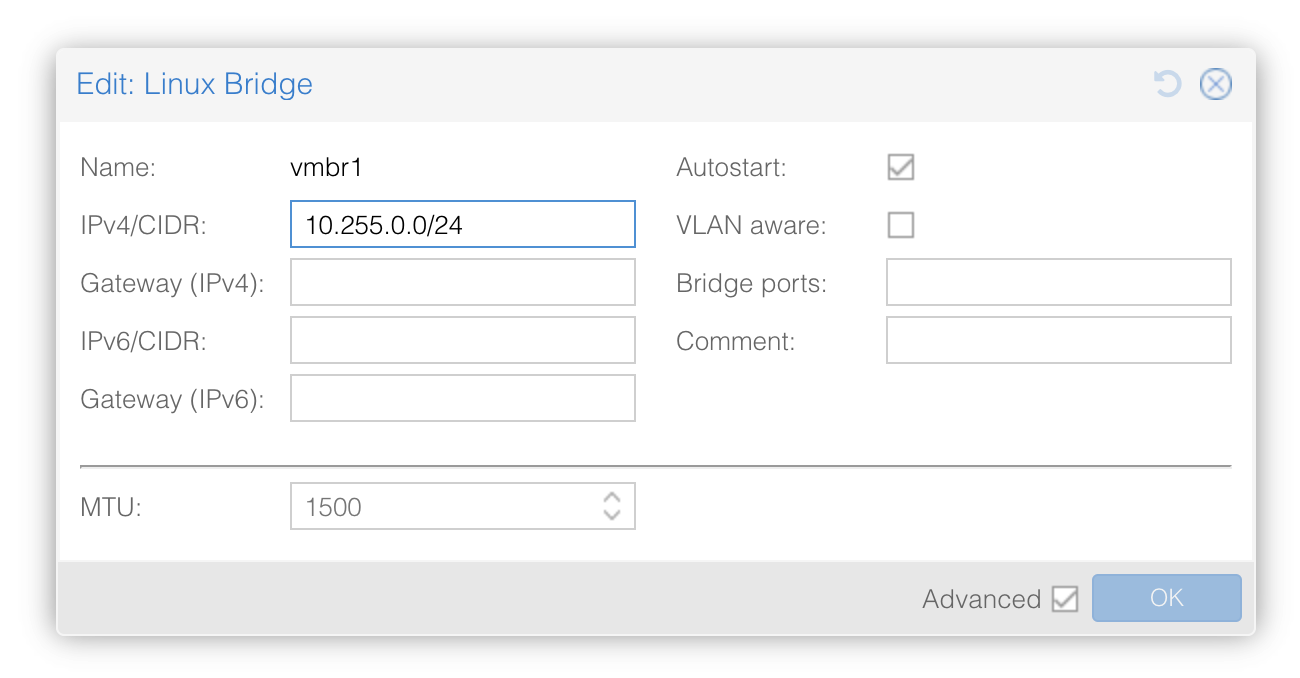 Edit: Linux Bridge
Name: vmbr1
IPv4/CIDR: 10.255.0.0/24
Gateway (IPv4):
IPv6/CIDR:
Gateway (IPv6):
Autostart:
VLAN aware:
Bridge ports:
Comment:
MTU: 1500
Advanced OK